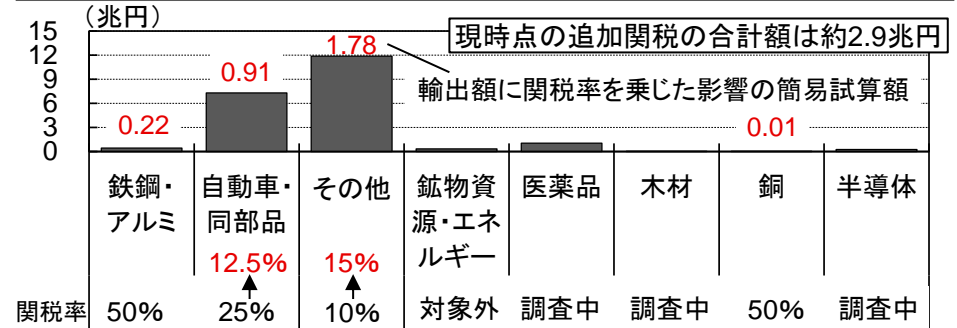 （兆円）
15
12
9
6
3
0
現時点の追加関税の合計額は約2.9兆円
輸出額に関税率を乗じた影響の簡易試算額
0.22
0.91
1.78
0.01
鉄鋼・
アルミ
自動車・
同部品
その他
鉱物資
源・エネ
ルギー
医薬品
木材
銅
半導体
12.5%
15%
関税率 50% 25% 10% 対象外 調査中 調査中 50% 調査中